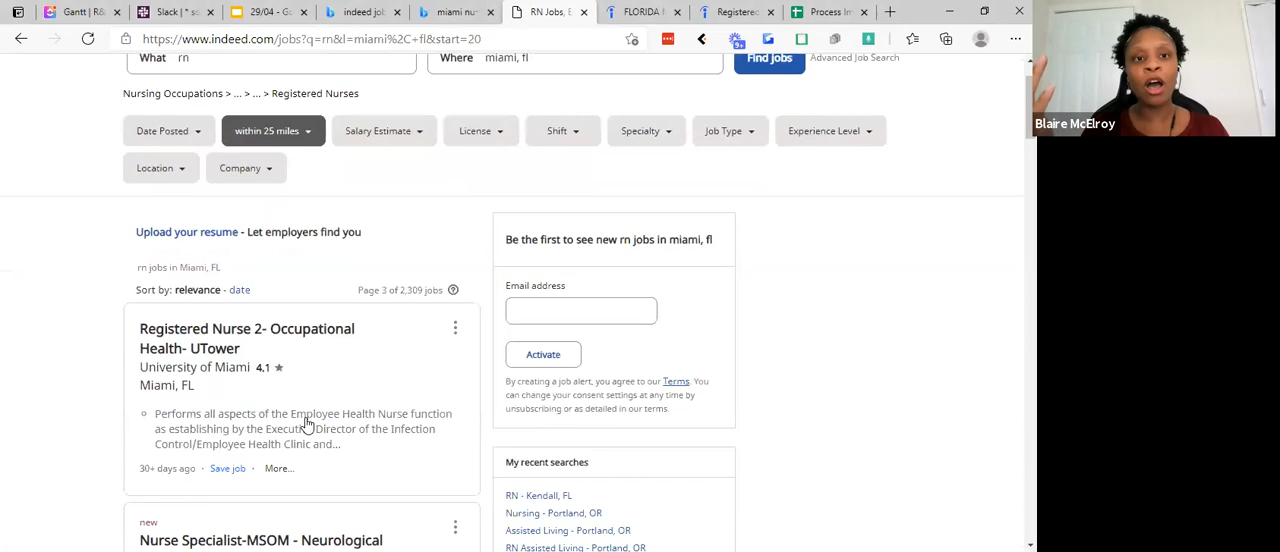 Gantt | R&
Slack | * s
29/04 - Go
indeed job
miami nu
RN Jobs, E
FLORIDA
Registere
Process Im
https://www.indeed.com/jobs?q=rn&l=miami%2C+fl&start=20
9+
What rn
Where miami, fl
Find jobs
Advanced Job Search
Nursing Occupations > ... > ... > Registered Nurses
Date Posted
within 25 miles
Salary Estimate
License
Shift
Specialty
Job Type
Experience Level
Location
Company
Blaire McElroy
Upload your resume - Let employers find you
rn jobs in Miami, FL
Sort by: relevance - date
Page 3 of 2,309 jobs
Registered Nurse 2- Occupational
Health- UTower
University of Miami 4.1
Miami, FL
Performs all aspects of the Employee Health Nurse function
as establishing by the Executive Director of the Infection
Control/Employee Health Clinic and...
30+ days ago · Save job · More...
new
Nurse Specialist-MSOM - Neurological
Be the first to see new rn jobs in miami, fl
Email address
Activate
By creating a job alert, you agree to our Terms. You
can change your consent settings at any time by
unsubscribing or as detailed in our terms.
My recent searches
RN - Kendall, FL
Nursing - Portland, OR
Assisted Living - Portland, OR
RN Assisted Living - Portland, OR